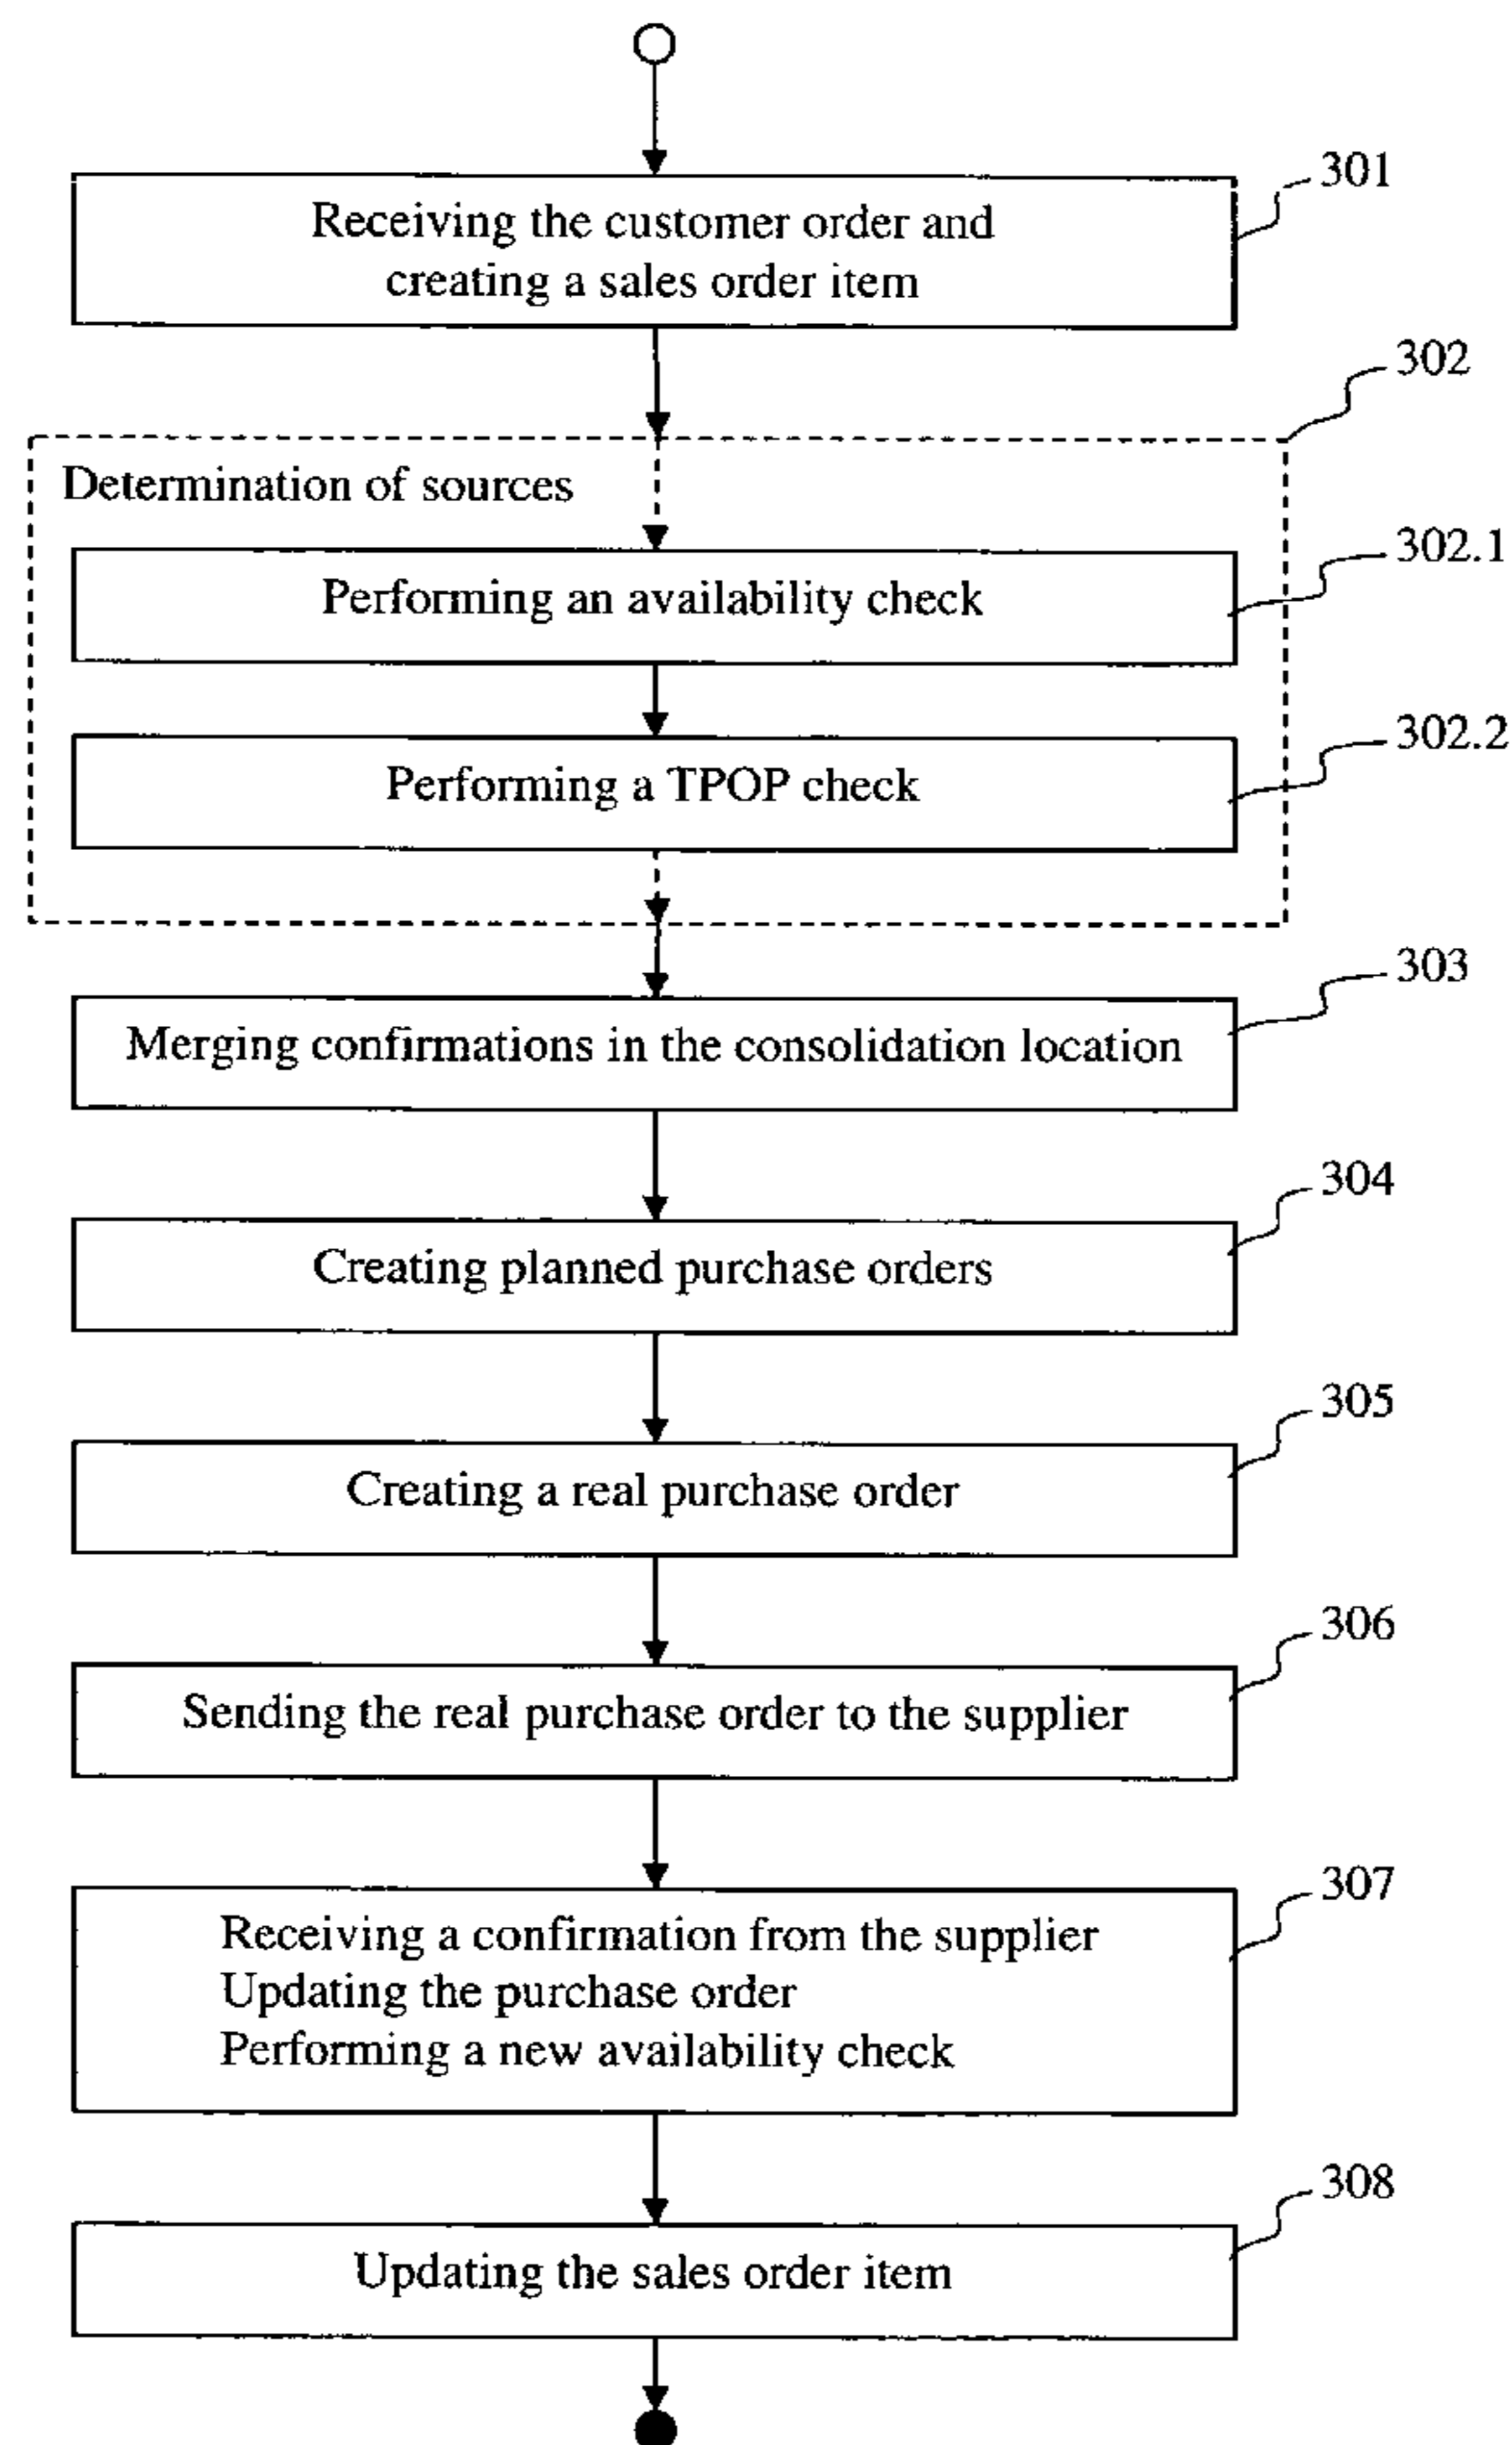 301
Receiving the customer order and
creating a sales order item
302
Determination of sources
302.1
Performing an availability check
302.2
Performing a TPOP check
303
Merging confirmations in the consolidation location
304
Creating planned purchase orders
305
Creating a real purchase order
306
Sending the real purchase order to the supplier
307
Receiving a confirmation from the supplier
Updating the purchase order
Performing a new availability check
308
Updating the sales order item